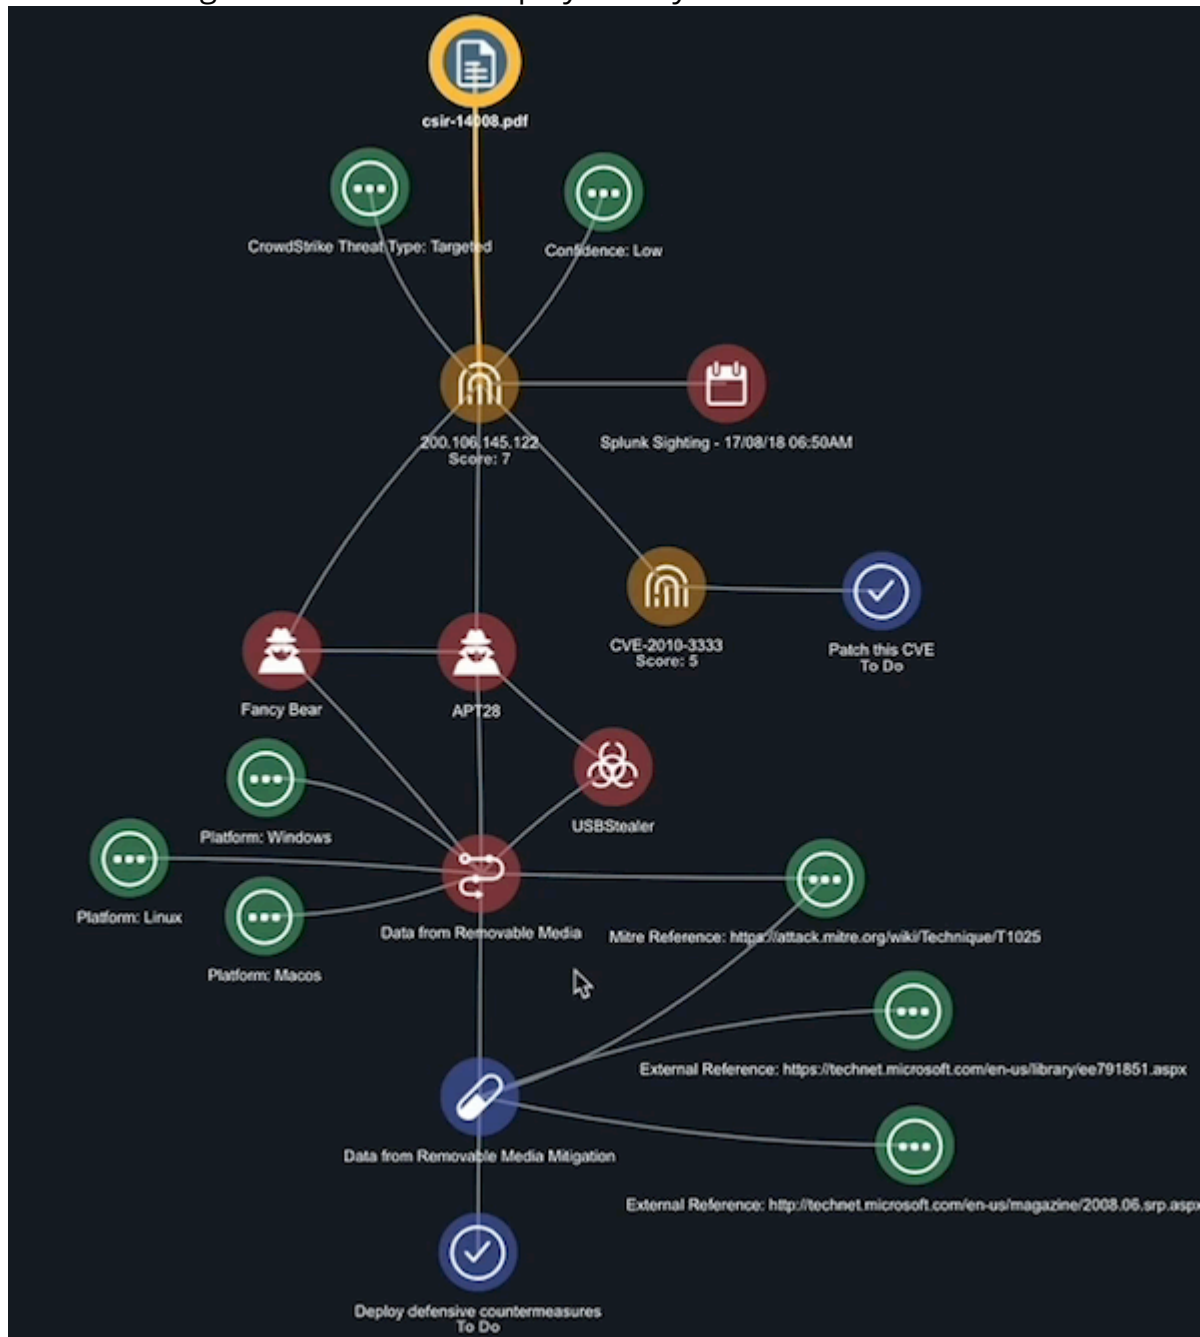 csir-14008.pdf
CrowdStrike Threat Type: Targeted
Confidence: Low
200.106.145.122
Score: 7
Splunk Sighting - 17/08/18 06:50AM
CVE-2010-3333
Score: 5
Patch this CVE
To Do
Fancy Bear
APT28
USBStealer
Platform: Windows
Platform: Linux
Platform: Macos
Data from Removable Media
Mitre Reference: https://attack.mitre.org/wiki/Technique/T1025
External Reference: https://technet.microsoft.com/en-us/library/ee791851.aspx
Data from Removable Media Mitigation
External Reference: http://technet.microsoft.com/en-us/magazine/2008.06.srp.aspx
Deploy defensive countermeasures
To Do